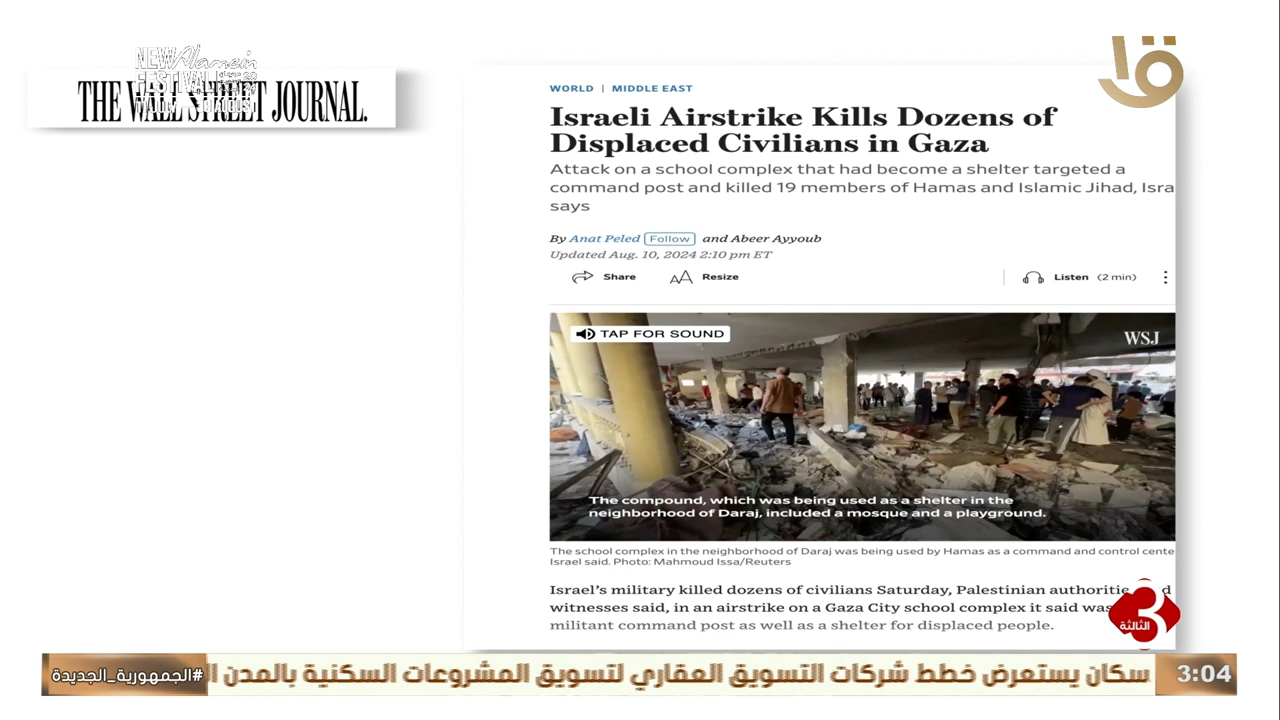 THE WALL STREET JOURNAL.
NEW Alamein
FESTIVAL
WORLD | MIDDLE EAST
Israeli Airstrike Kills Dozens of
Displaced Civilians in Gaza
Attack on a school complex that had become a shelter targeted a
command post and killed 19 members of Hamas and Islamic Jihad, Isra
says
By Anat Peled Follow and Abeer Ayyoub
Updated Aug. 10, 2024 2:10 pm ET
Share Resize Listen (2 min)
TAP FOR SOUND
WSJ
The compound, which was being used as a shelter in the
neighborhood of Daraj, included a mosque and a playground.
The school complex in the neighborhood of Daraj was being used by Hamas as a command and control cente
Israel said. Photo: Mahmoud Issa/Reuters
Israel's military killed dozens of civilians Saturday, Palestinian authoritie d
witnesses said, in an airstrike on a Gaza City school complex it said was
militant command post as well as a shelter for displaced people.
3 الثالثة
سكان يستعرض خطط شركات التسويق العقاري لتسويق المشروعات السكنية بالمدن ال
#الجمهورية_الجديدة
3:04